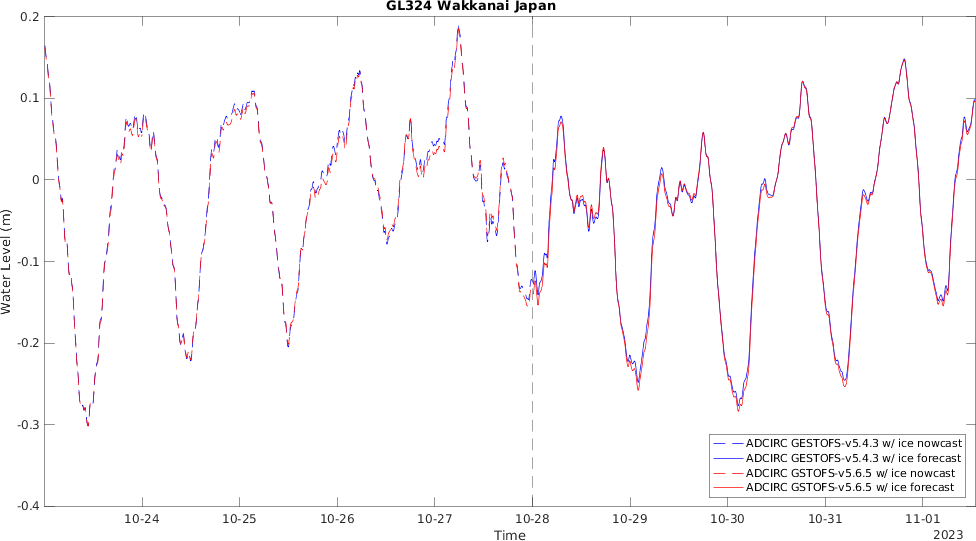 GL324 Wakkanai Japan
0.2
0.1
0
-0.1
-0.2
-0.3
-0.4
Water Level (m)
ADCIRC GESTOFS-v5.4.3 w/ ice nowcast
ADCIRC GESTOFS-v5.4.3 w/ ice forecast
ADCIRC GSTOFS-v5.6.5 w/ ice nowcast
ADCIRC GSTOFS-v5.6.5 w/ ice forecast
10-24 10-25 10-26 10-27 10-28 10-29 10-30 10-31 11-01
Time 2023